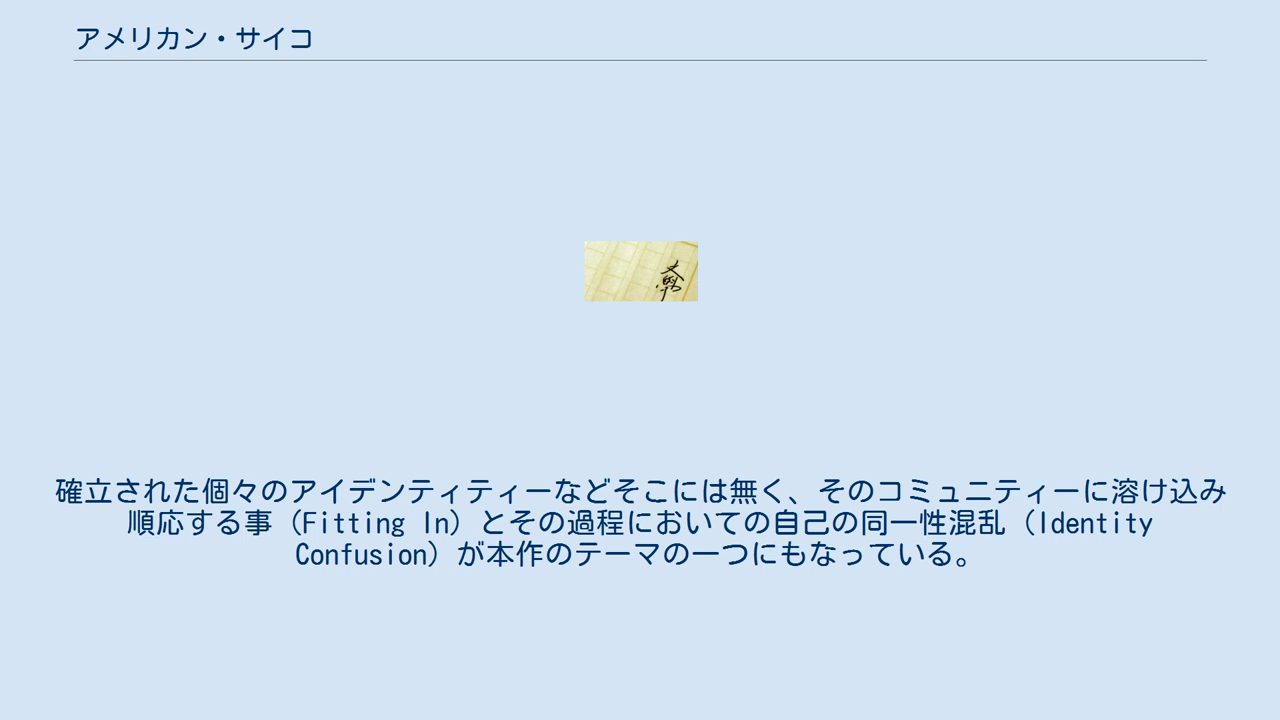 アメリカン・サイコ
確立された個々のアイデンティティーなどそこには無く、そのコミュニティーに溶け込み
順応する事（Fitting In）とその過程においての自己の同一性混乱（Identity
Confusion）が本作のテーマの一つにもなっている。